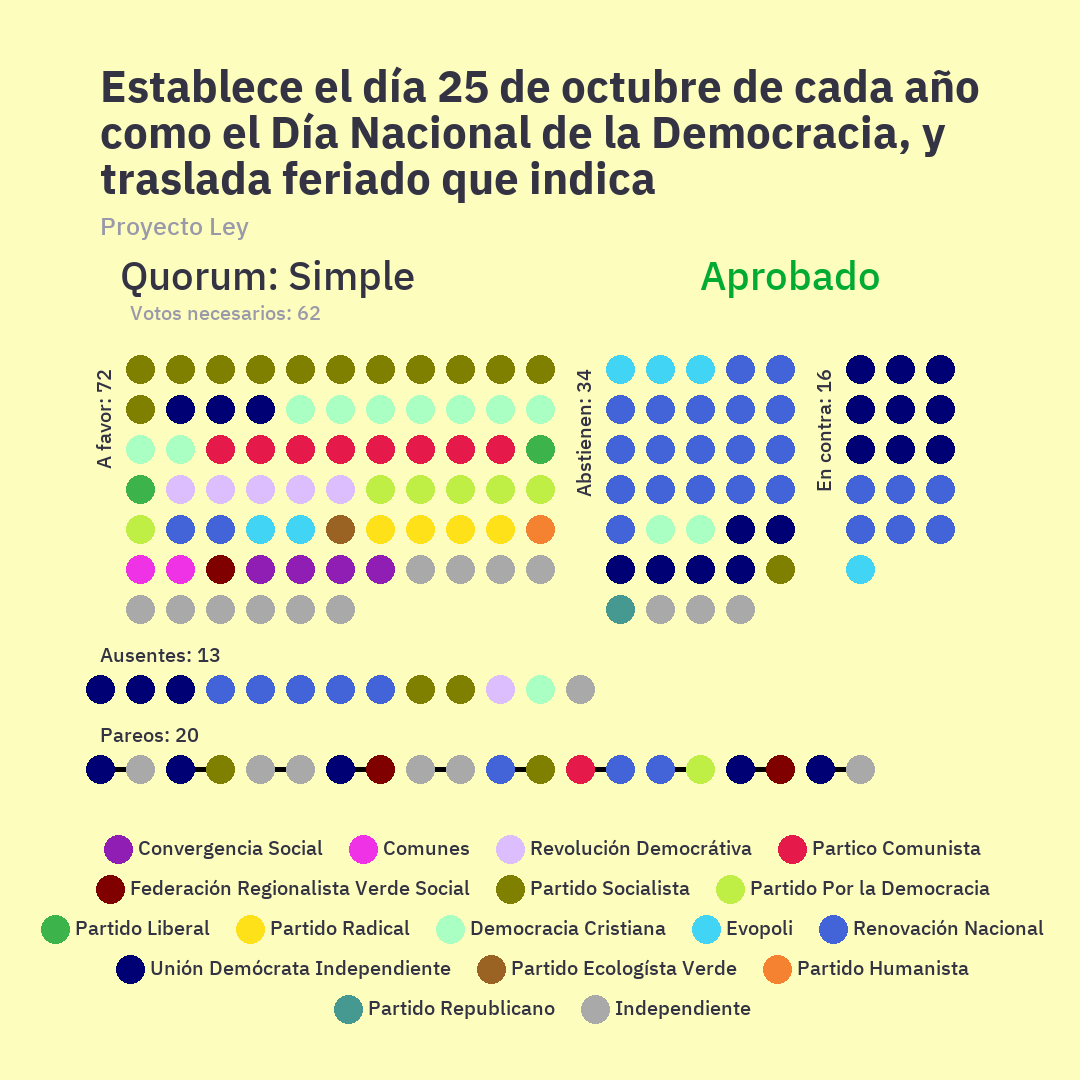 Establece el día 25 de octubre de cada año
como el Día Nacional de la Democracia, y
traslada feriado que indica
Proyecto Ley
Quorum: Simple
Aprobado
Votos necesarios: 62
A favor: 72
Abstienen: 34
En contra: 16
Ausentes: 13
Pareos: 20
Convergencia Social
Comunes
Revolución Democrátiva
Partico Comunista
Federación Regionalista Verde Social
Partido Socialista
Partido Por la Democracia
Partido Liberal
Partido Radical
Democracia Cristiana
Evopoli
Renovación Nacional
Unión Demócrata Independiente
Partido Ecologísta Verde
Partido Humanista
Partido Republicano
Independiente